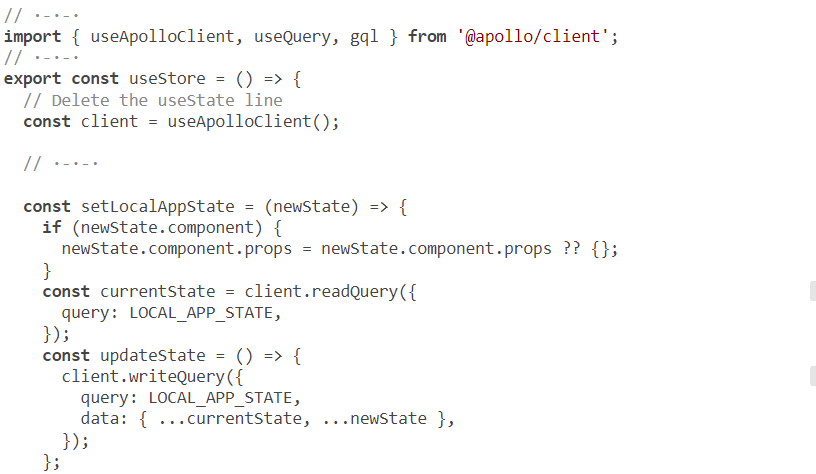 // ·-·-·
import { useApolloClient, useQuery, gql } from '@apollo/client';
// ·-·-·
export const useStore = () => {
  // Delete the useState line
  const client = useApolloClient();

  // ·-·-·

  const setLocalAppState = (newState) => {
    if (newState.component) {
      newState.component.props = newState.component.props ?? {};
    }
    const currentState = client.readQuery({
      query: LOCAL_APP_STATE,
    });
    const updateState = () => {
      client.writeQuery({
        query: LOCAL_APP_STATE,
        data: { ...currentState, ...newState },
      });
    };